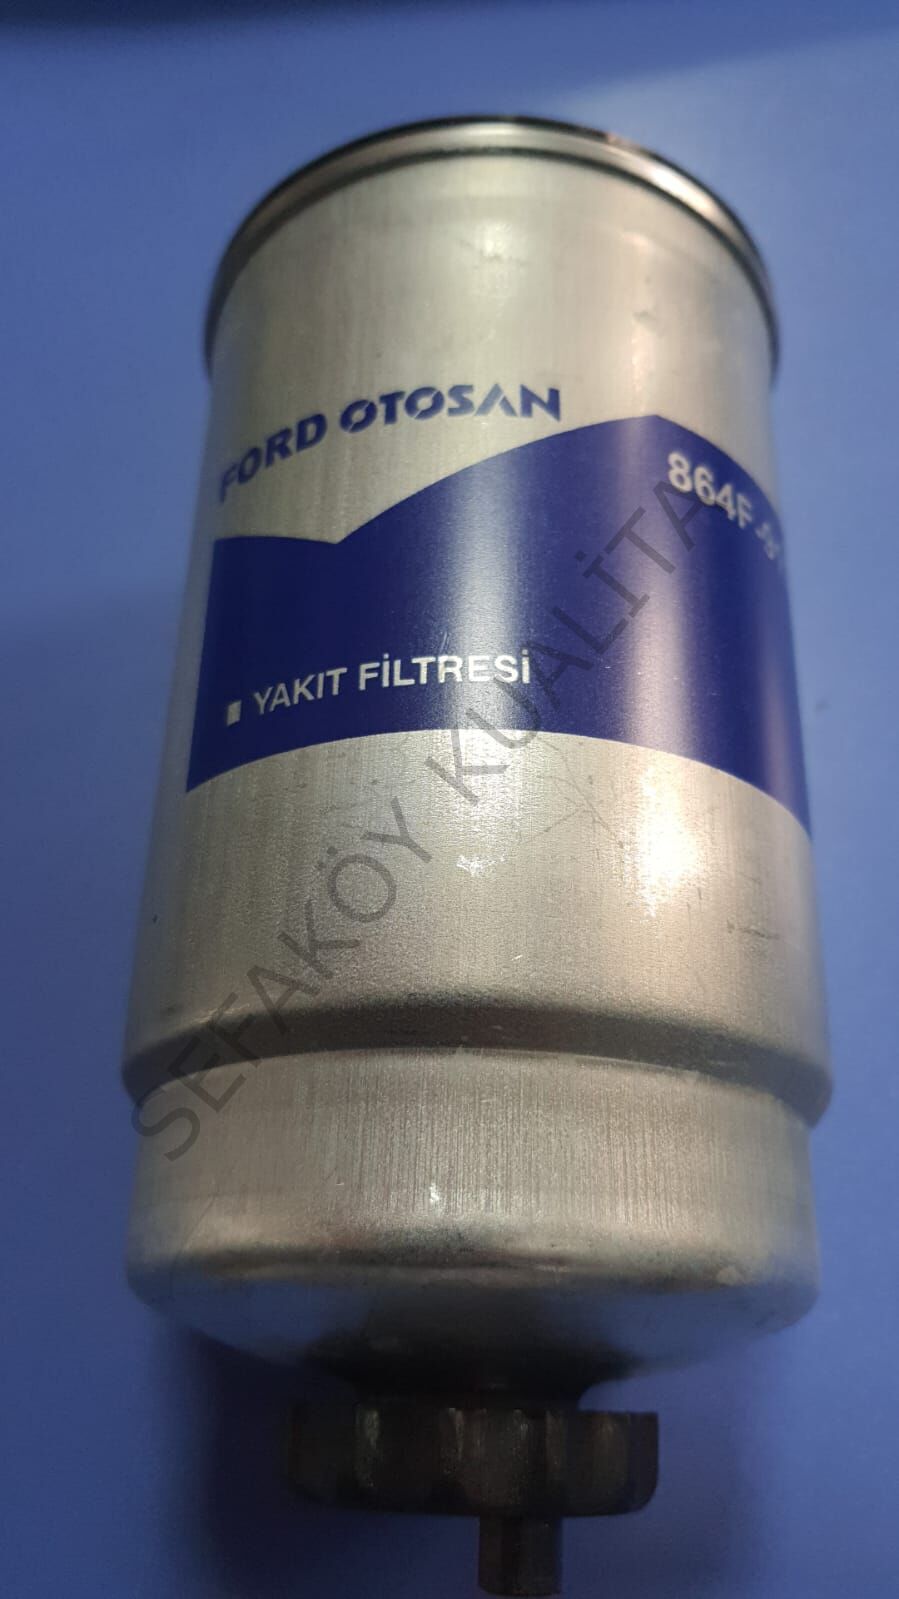 FORD OTOSAN
864F
YAKIT FİLTRESİ
SEFAKÖY KUALİTA